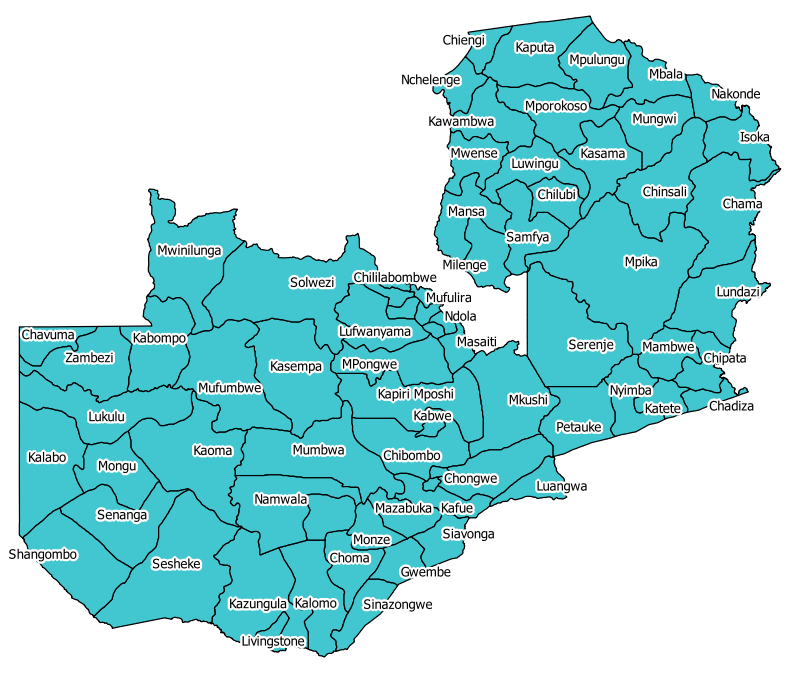 Chiengi
Kaputa
Mpulungu
Mbala
Nchelenge
Nakonde
Mporokoso
Kawambwa
Mungwi
Isoka
Mwense
Kasama
Luwingu
Chilubi
Chinsali
Chama
Mansa
Samfya
Mwinilunga
Mpika
Milenge
Chililabombwe
Solwezi
Lundazi
Mufulira
Ndola
Chavuma
Lufwanyama
Kabompo
Masaiti
Serenje
Mambwe
Zambezi
Chipata
MPongwe
Kasempa
Mufumbwe
Nyimba
Kapiri Mposhi
Mkushi
Chadiza
Katete
Lukulu
Kabwe
Petauke
Kaoma
Mumbwa
Chibombo
Kalabo
Mongu
Chongwe
Luangwa
Namwala
Mazabuka
Kafue
Senanga
Siavonga
Monze
Shangombo
Choma
Sesheke
Gwembe
Kazungula
Kalomo
Sinazongwe
Livingstone